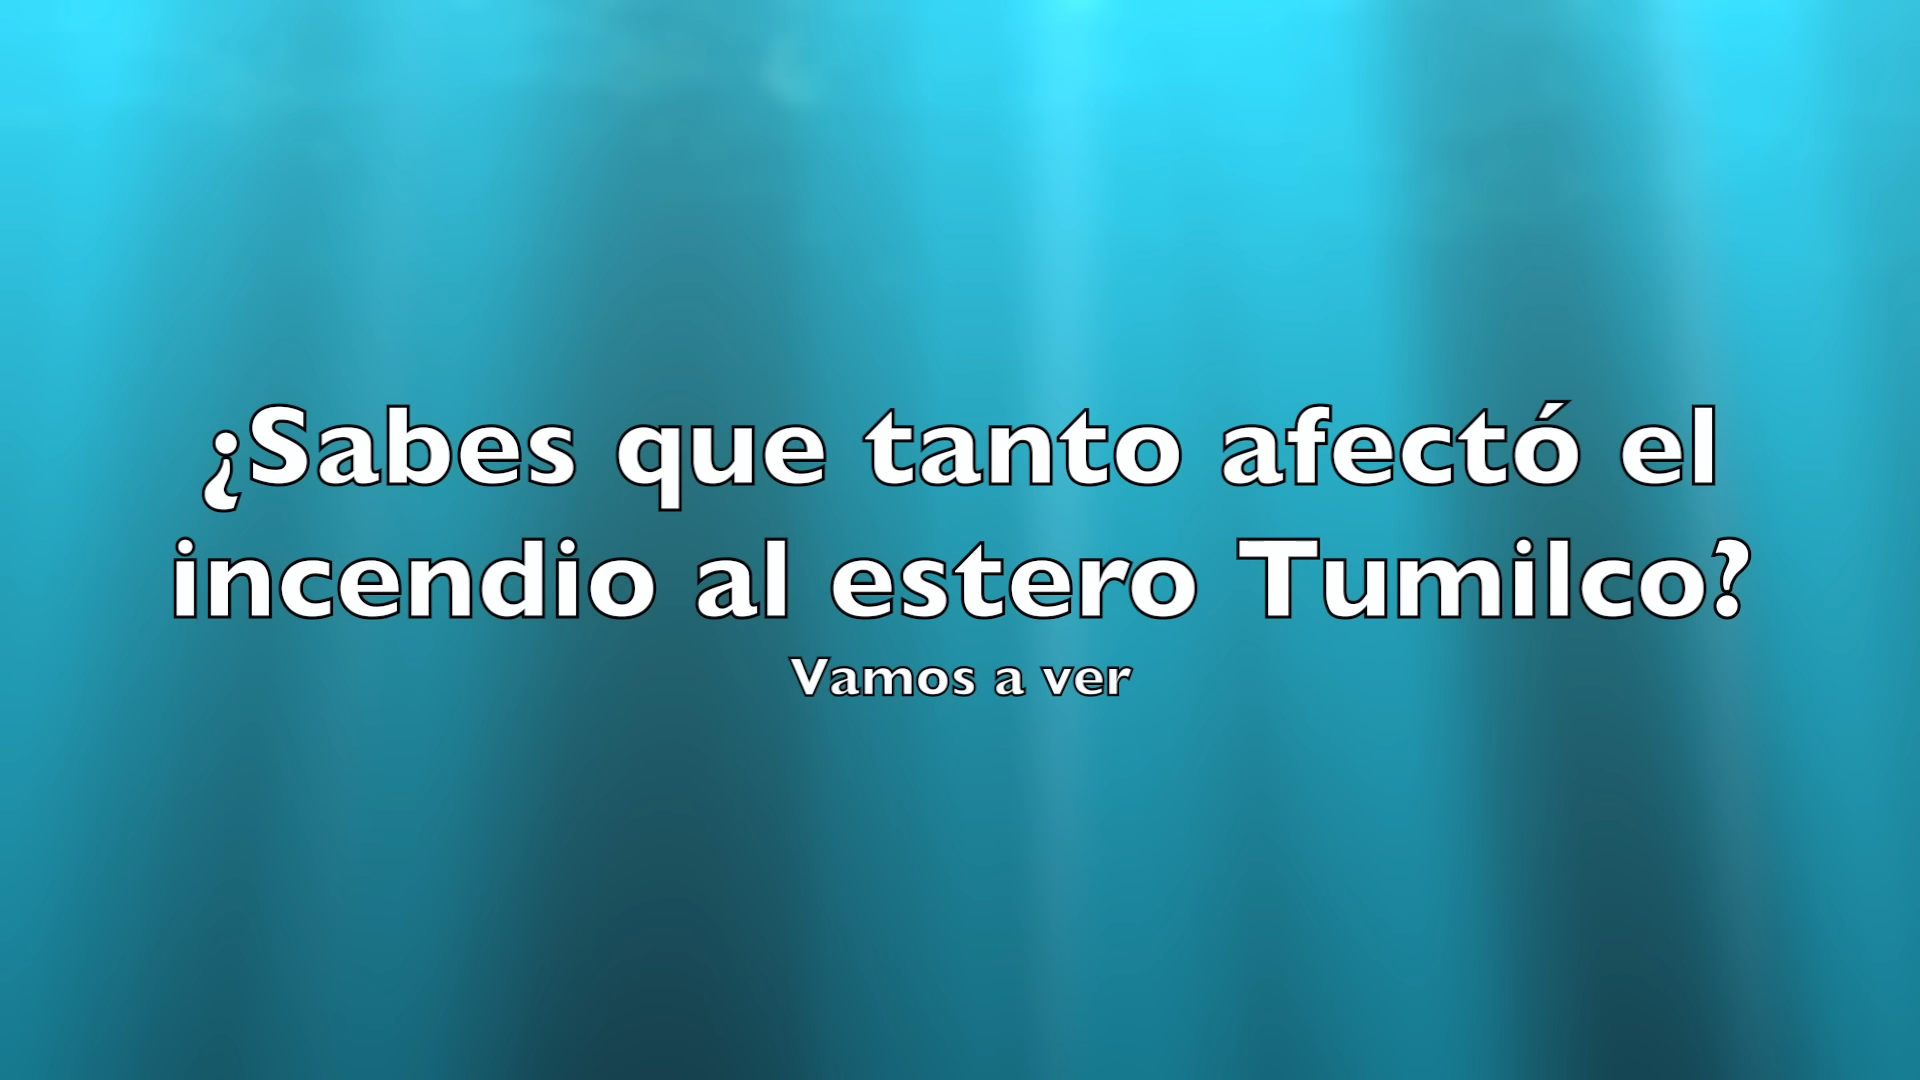 ¿Sabes que tanto afectó el
incendio al estero Tumilco?
Vamos a ver